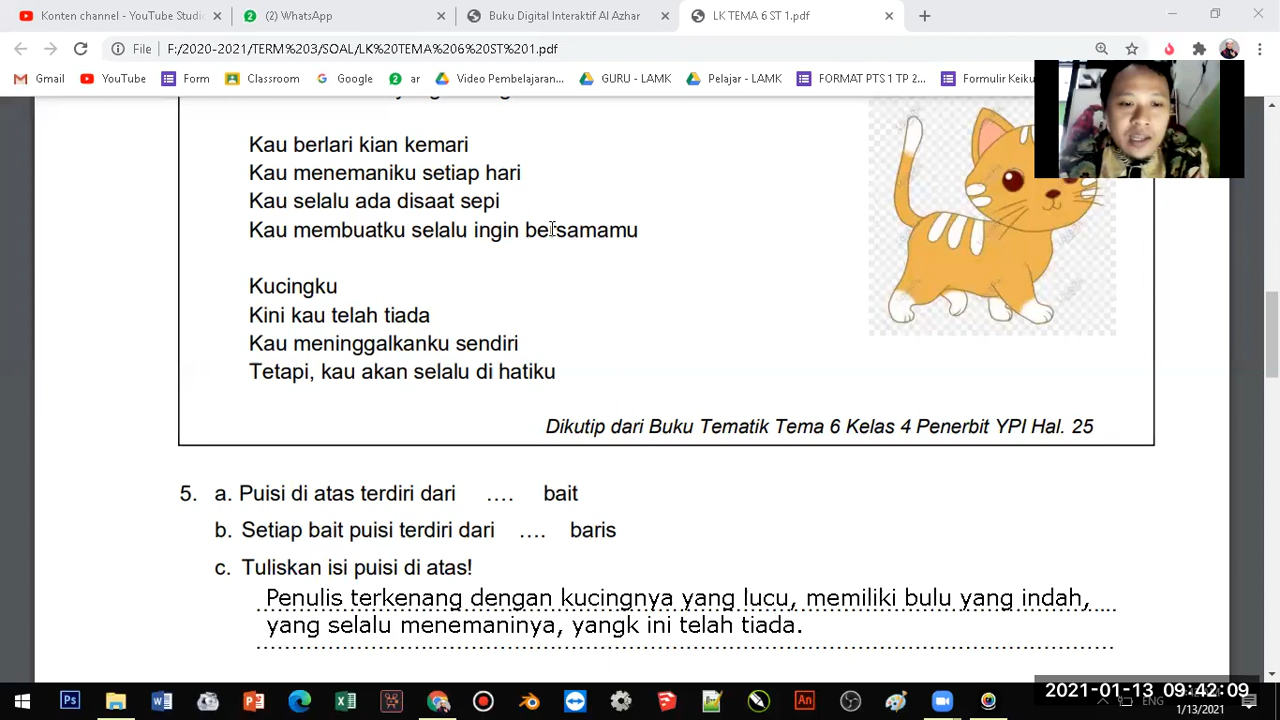 Konten channel - YouTube Studi
(2) WhatsApp
Buku Digital Interaktif Al Azhar
LK TEMA 6 ST 1.pdf
File
F:/2020-2021/TERM%203/SOAL/LK%20TEMA%206%20ST%201.pdf
Gmail YouTube Form Classroom Google ar Video Pembelajaran... GURU - LAMK Pelajar - LAMK FORMAT PTS 1 TP 2... Formulir Keiku
Kau berlari kian kemari
Kau menemaniku setiap hari
Kau selalu ada disaat sepi
Kau membuatku selalu ingin bersamamu
Kucingku
Kini kau telah tiada
Kau meninggalkanku sendiri
Tetapi, kau akan selalu di hatiku
Dikutip dari Buku Tematik Tema 6 Kelas 4 Penerbit YPI Hal. 25
5. a. Puisi di atas terdiri dari .... bait
b. Setiap bait puisi terdiri dari .... baris
c. Tuliskan isi puisi di atas!
Penulis terkenang dengan kucingnya yang lucu, memiliki bulu yang indah,
yang selalu menemaninya, yangk ini telah tiada.
2021-01-13 09:42:09
ENG
1/13/2021